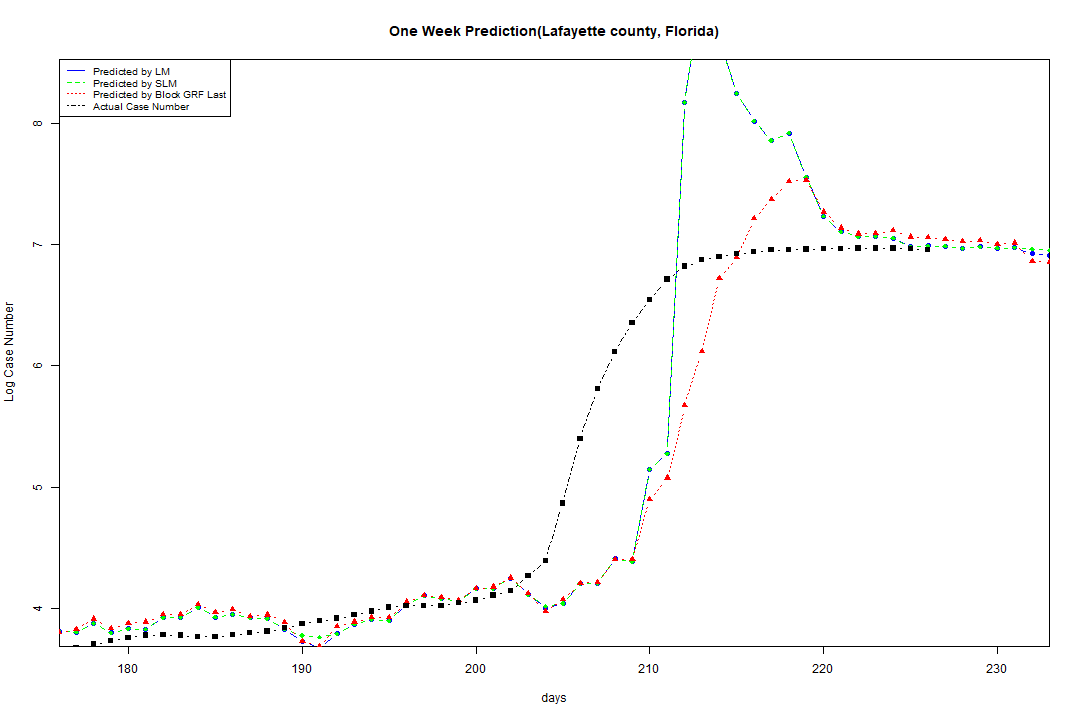 One Week Prediction(Lafayette county, Florida)
Predicted by LM
Predicted by SLM
Predicted by Block GRF Last
Actual Case Number
8
7
6
5
4
Log Case Number
180 190 200 210 220 230
days